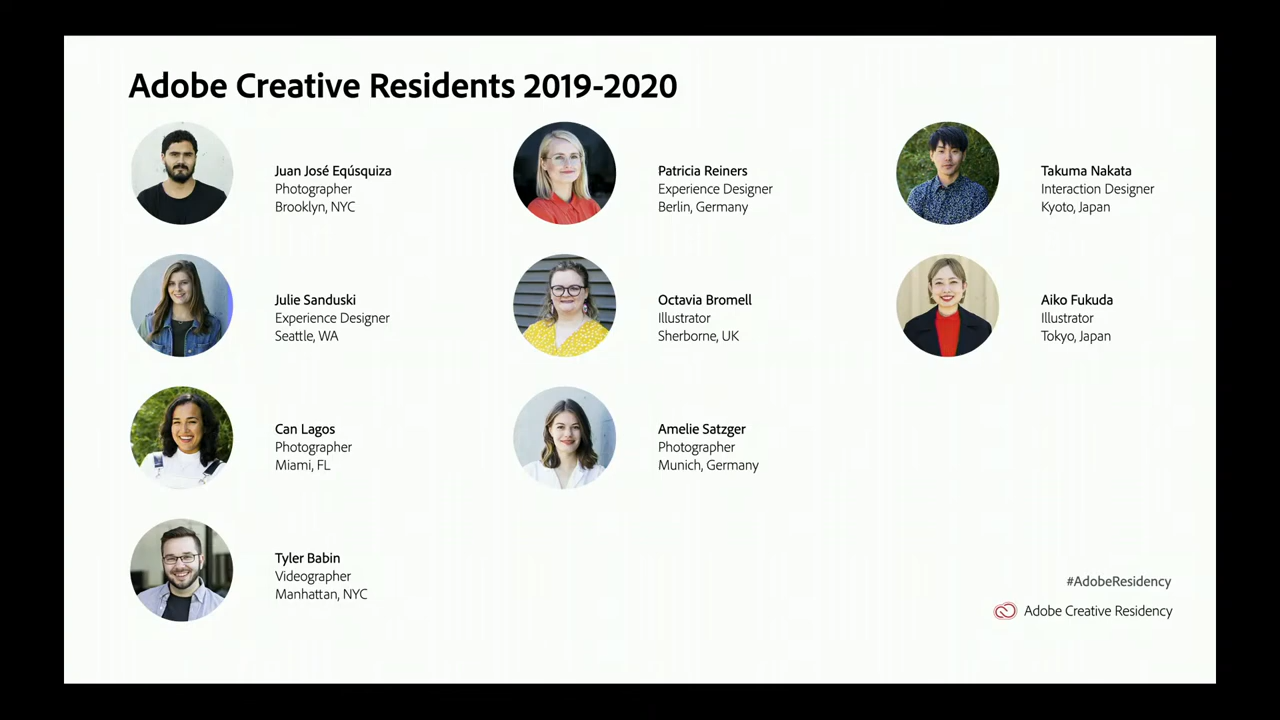 Adobe Creative Residents 2019-2020
Juan José Eqúsquiza
Photographer
Brooklyn, NYC
Patricia Reiners
Experience Designer
Berlin, Germany
Takuma Nakata
Interaction Designer
Kyoto, Japan
Julie Sanduski
Experience Designer
Seattle, WA
Octavia Bromell
Illustrator
Sherborne, UK
Aiko Fukuda
Illustrator
Tokyo, Japan
Can Lagos
Photographer
Miami, FL
Amelie Satzger
Photographer
Munich, Germany
Tyler Babin
Videographer
Manhattan, NYC
#AdobeResidency
Adobe Creative Residency